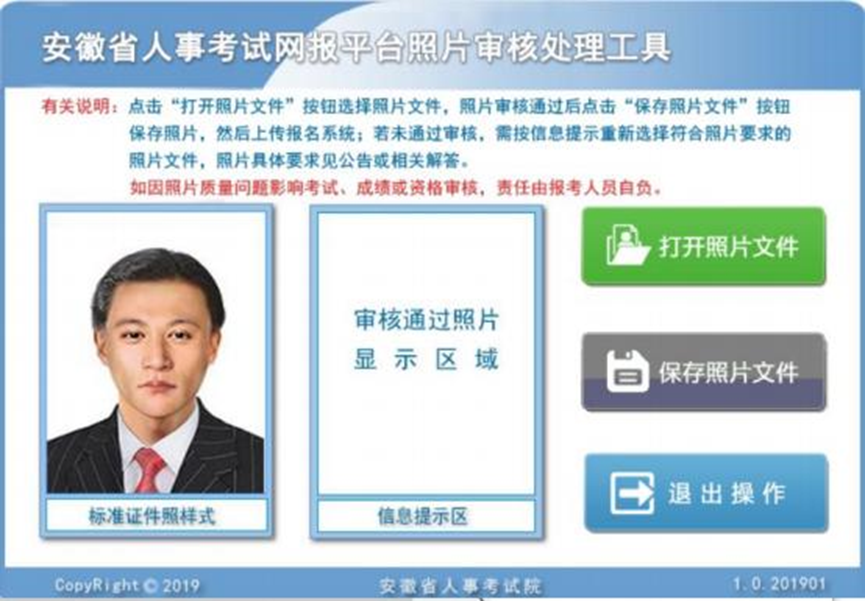 安徽省人事考试网报平台照片审核处理工具
有关说明：点击“打开照片文件”按钮选择照片文件，照片审核通过后点击“保存照片文件”按钮
保存照片，然后上传报名系统；若未通过审核，需按信息提示重新选择符合照片要求的
照片文件，照片具体要求见公告或相关解答。
如因照片质量问题影响考试、成绩或资格审核，责任由报考人员自负。
审核通过照片
显示区域
标准证件照样式
信息提示区
打开照片文件
保存照片文件
退出操作
CopyRight © 2019
安徽省人事考试院
1.0.201901